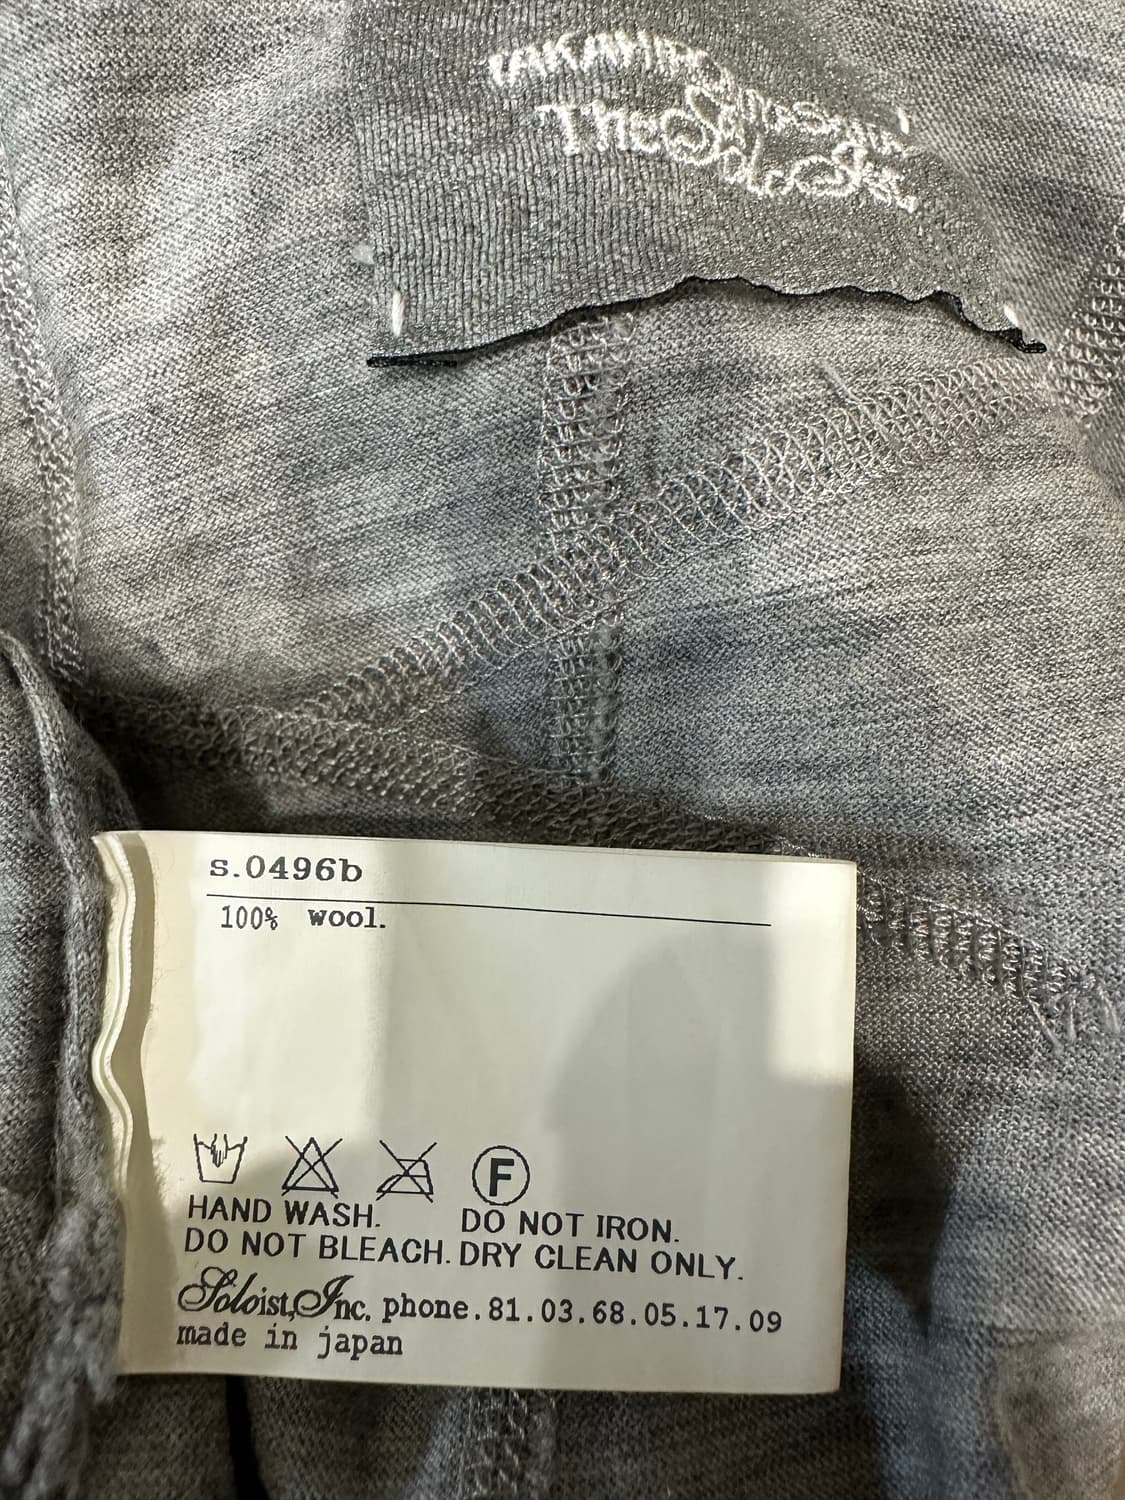 TAKAHIROMIYASHITA
TheSoloIst.
s.0496b
100% wool.
HAND WASH. DO NOT IRON.
DO NOT BLEACH. DRY CLEAN ONLY.
F
Soloist,Inc. phone.81.03.68.05.17.09
made in japan